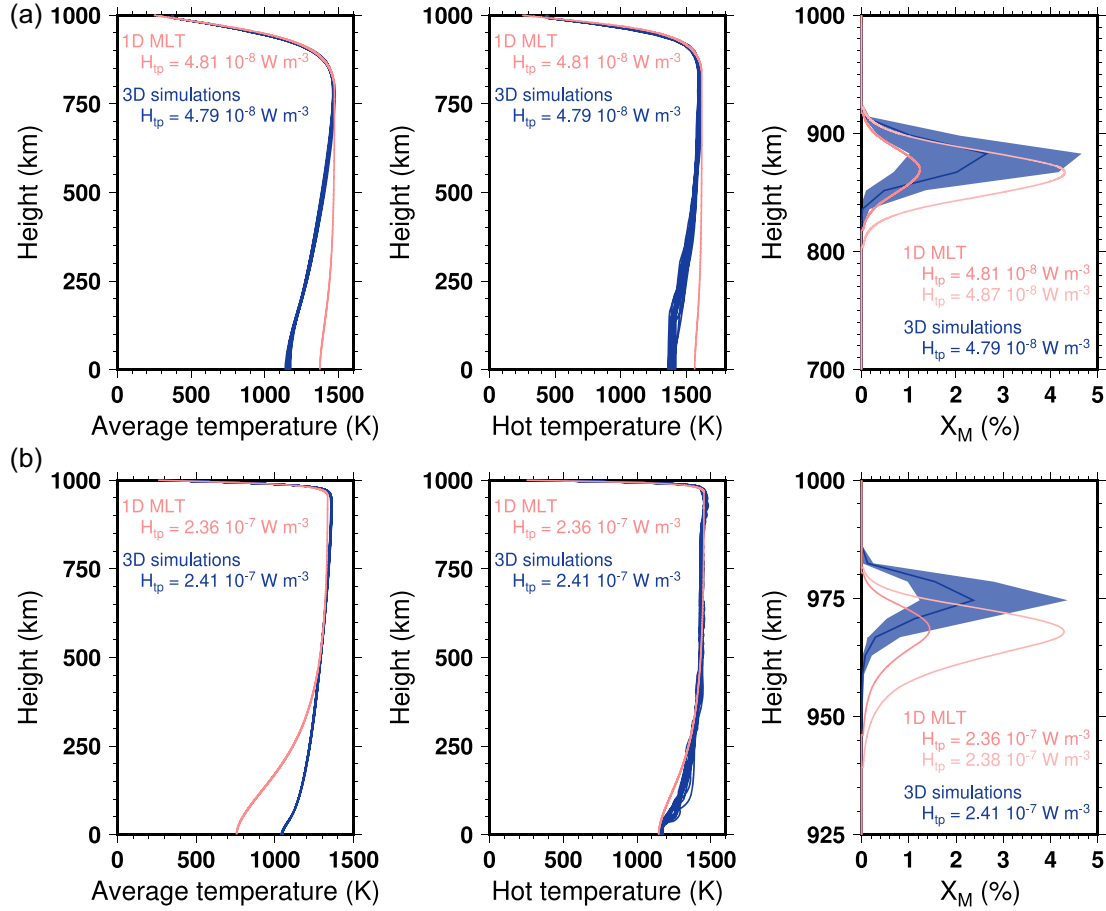 (a)
1000
750
500
250
0
Height (km)
1D MLT
Htp = 4.81 10-8 W m-3
3D simulations
Htp = 4.79 10-8 W m-3
0 500 1000 1500
Average temperature (K)
1000
750
500
250
0
Height (km)
1D MLT
Htp = 4.81 10-8 W m-3
3D simulations
Htp = 4.79 10-8 W m-3
0 500 1000 1500
Hot temperature (K)
1000
900
800
700
Height (km)
1D MLT
Htp = 4.81 10-8 W m-3
Htp = 4.87 10-8 W m-3
3D simulations
Htp = 4.79 10-8 W m-3
0 1 2 3 4 5
XM (%)
(b)
1000
750
500
250
0
Height (km)
1D MLT
Htp = 2.36 10-7 W m-3
3D simulations
Htp = 2.41 10-7 W m-3
0 500 1000 1500
Average temperature (K)
1000
750
500
250
0
Height (km)
1D MLT
Htp = 2.36 10-7 W m-3
3D simulations
Htp = 2.41 10-7 W m-3
0 500 1000 1500
Hot temperature (K)
1000
975
950
925
Height (km)
1D MLT
Htp = 2.36 10-7 W m-3
Htp = 2.38 10-7 W m-3
3D simulations
Htp = 2.41 10-7 W m-3
0 1 2 3 4 5
XM (%)